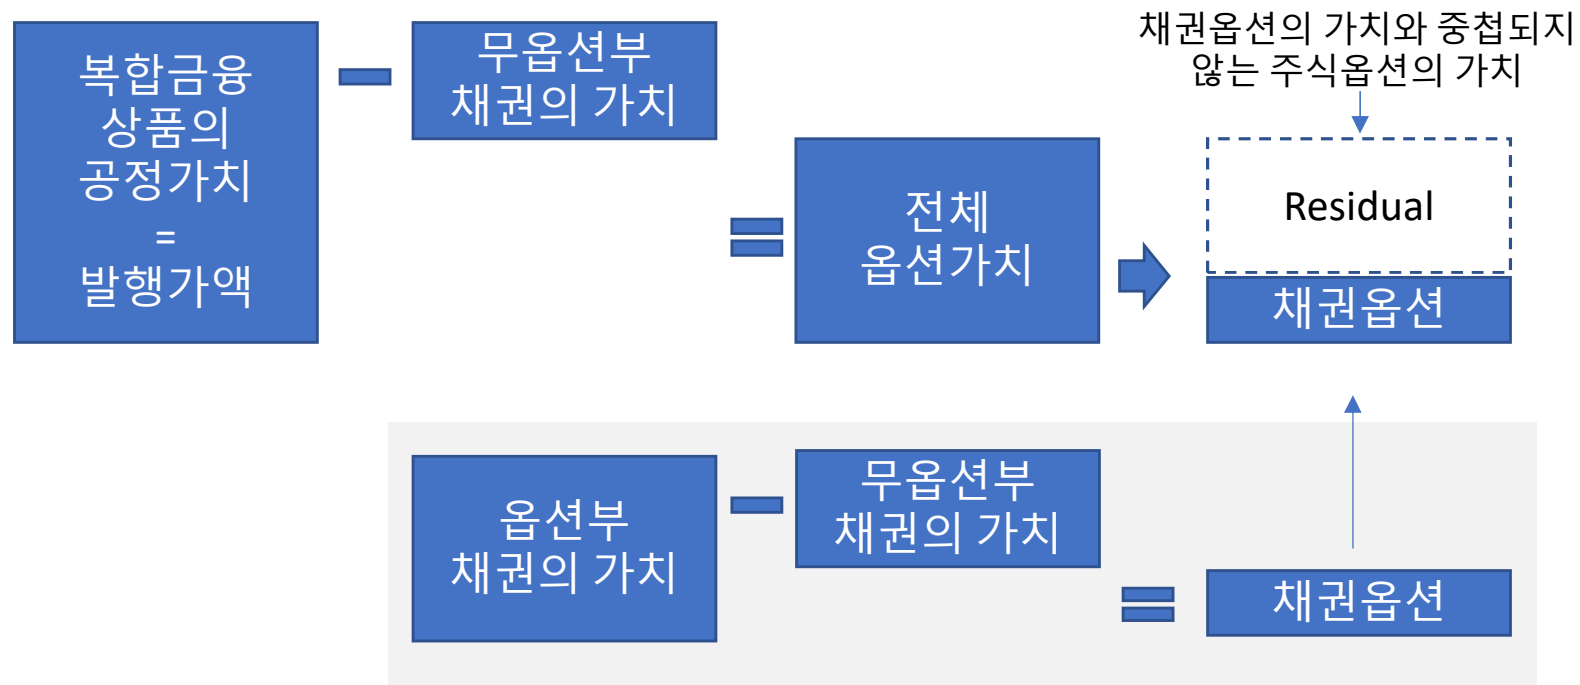 복합금융
상품의
공정가치
=
발행가액
무옵션부
채권의 가치
전체
옵션가치
채권옵션의 가치와 중첩되지
않는 주식옵션의 가치
Residual
채권옵션
옵션부
채권의 가치
무옵션부
채권의 가치
채권옵션